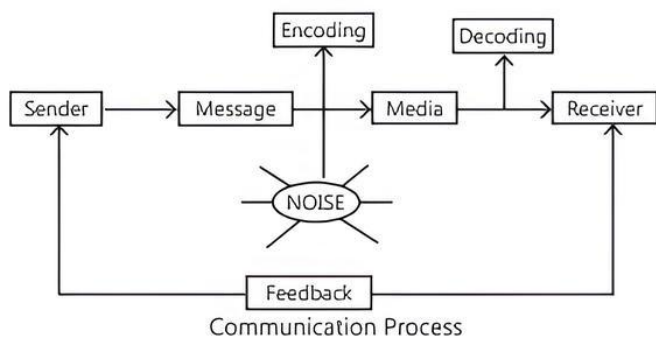 Encoding
Decoding
Sender
Message
Media
Receiver
NOISE
Feedback
Communication Process